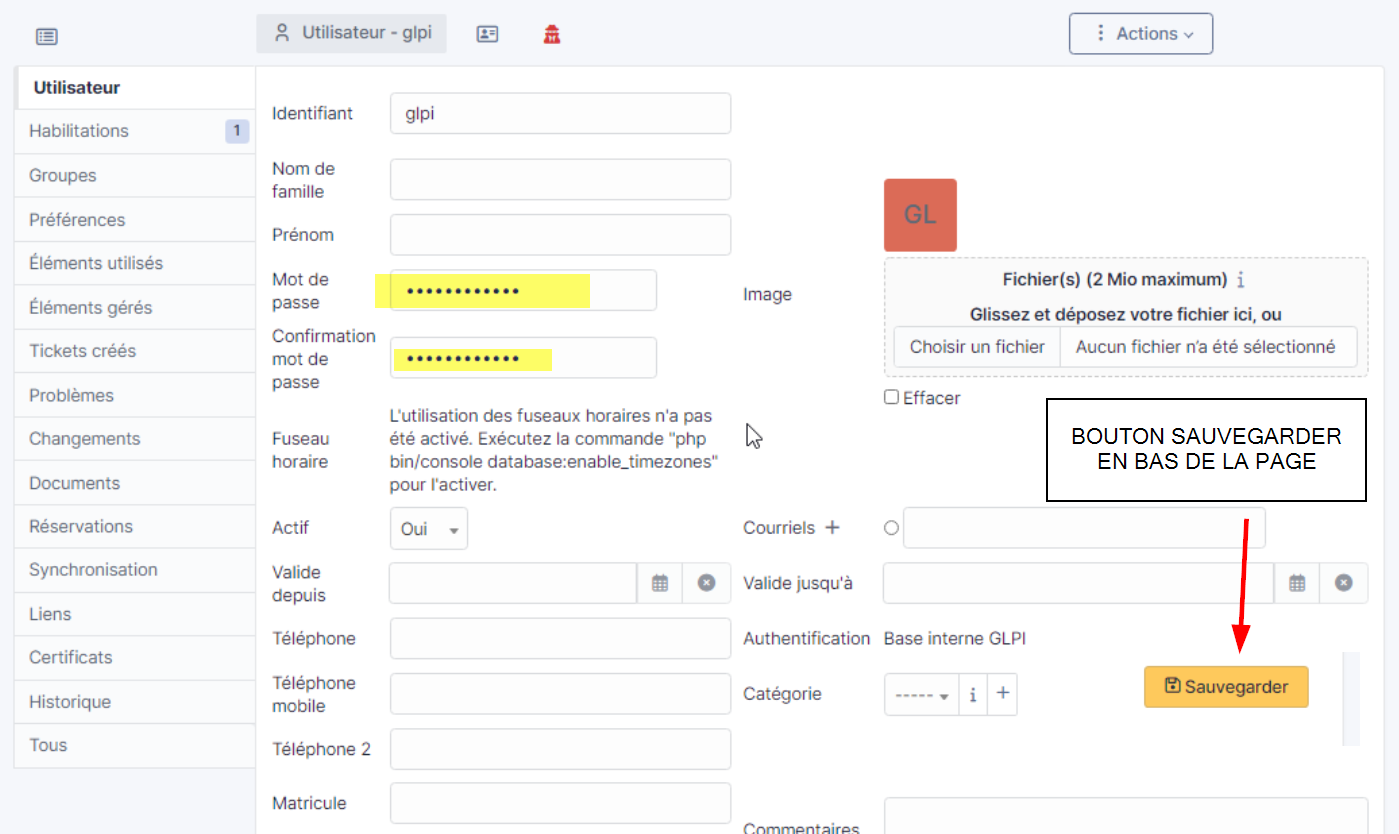 Utilisateur - glpi
Actions
Utilisateur
Habilitations 1
Groupes
Préférences
Éléments utilisés
Éléments gérés
Tickets créés
Problèmes
Changements
Documents
Réservations
Synchronisation
Liens
Certificats
Historique
Tous
Identifiant glpi
Nom de
famille
Prénom
Mot de
passe ••••••••••••
Confirmation
mot de
passe ••••••••••••
Fuseau
horaire
L'utilisation des fuseaux horaires n'a pas
été activé. Exécutez la commande "php
bin/console database:enable_timezones"
pour l'activer.
Actif Oui
Valide
depuis
Téléphone
Téléphone
mobile
Téléphone 2
Matricule
Image
GL
Fichier(s) (2 Mio maximum) i
Glissez et déposez votre fichier ici, ou
Choisir un fichier Aucun fichier n'a été sélectionné
Effacer
BOUTON SAUVEGARDER
EN BAS DE LA PAGE
Courriels +
Valide jusqu'à
Authentification Base interne GLPI
Catégorie ----- i +
Sauvegarder
Commentaires